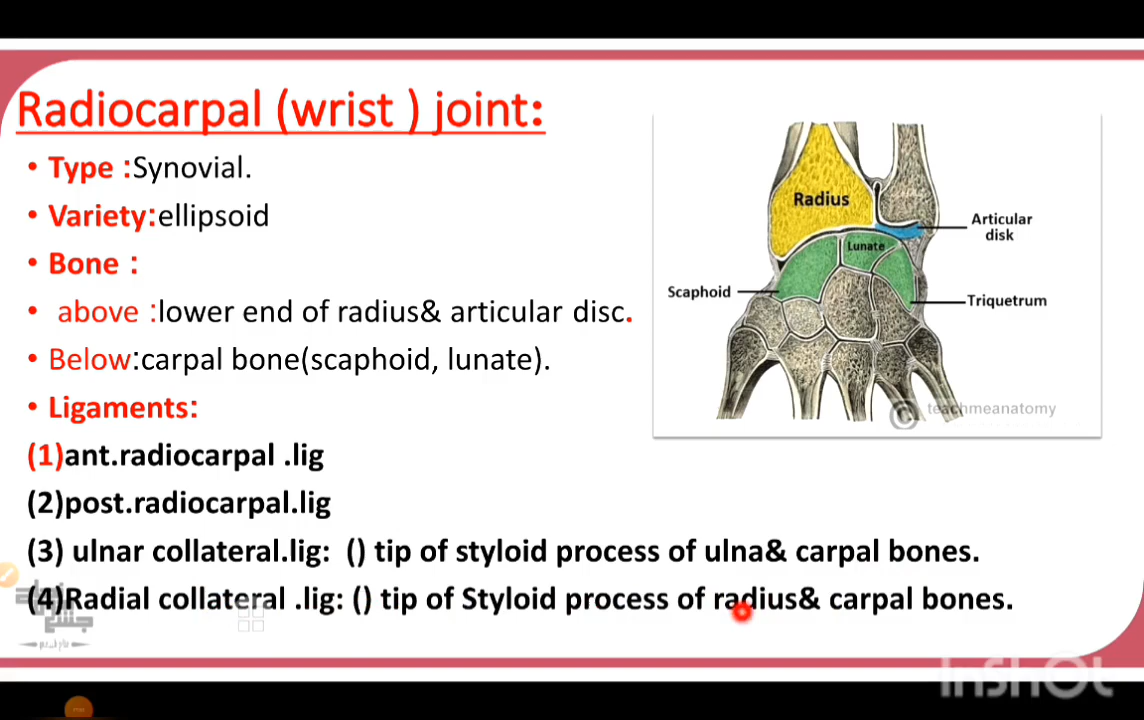 Radiocarpal (wrist ) joint:
• Type :Synovial.
• Variety:ellipsoid
• Bone :
• above :lower end of radius& articular disc.
• Below:carpal bone(scaphoid, lunate).
• Ligaments:
(1)ant.radiocarpal .lig
(2)post.radiocarpal.lig
(3) ulnar collateral.lig: () tip of styloid process of ulna& carpal bones.
(4)Radial collateral .lig: () tip of Styloid process of radius& carpal bones.
Radius
Articular
disk
Lunate
Scaphoid
Triquetrum
© teachmeanatomy
InShOt